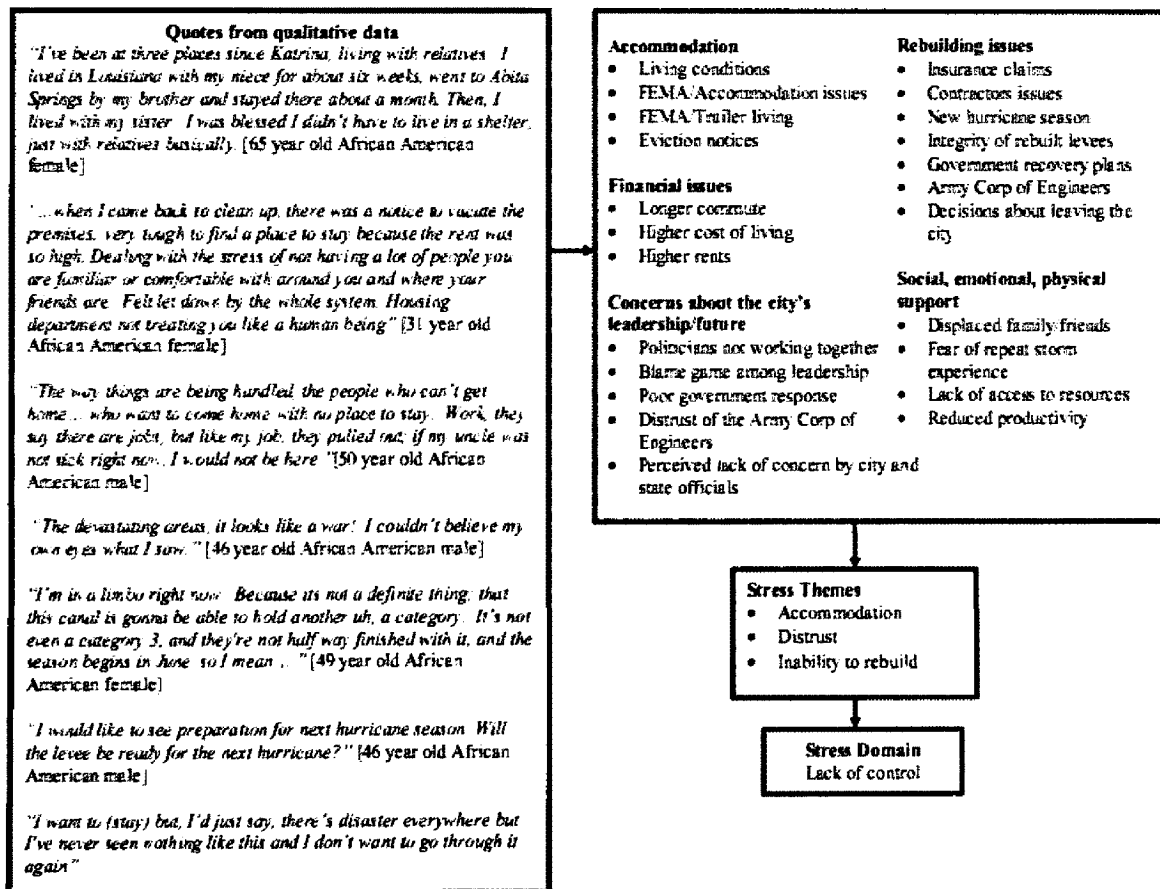 Quotes from qualitative data
"I've been at three places since Katrina, living with relatives. I
lived in Louisiana with my niece for about six weeks, went to Abita
Springs by my brother and stayed there about a month. Then, I
lived with my sister. I was blessed I didn't have to live in a shelter,
just with relatives basically. [65 year old African American
female]
"...when I came back to clean up, there was a notice to vacate the
premises, very tough to find a place to stay because the rent was
so high. Dealing with the stress of not having a lot of people you
are familiar or comfortable with around you and where your
friends are. Felt let down by the whole system. Housing
department not treating you like a human being" [31 year old
African American female]
"The way things are being handled, the people who can't get
home... who want to come home with no place to stay. Work, they
say there are jobs, but like my job, they pulled out; if my uncle was
not sick right now, I would not be here "[50 year old African
American male]
"The devastating areas, it looks like a war! I couldn't believe my
own eyes what I saw." [46 year old African American male]
"I'm in a limbo right now. Because its not a definite thing; that
this canal is gonna be able to hold another uh, a category. It's not
even a category 3, and they're not half way finished with it, and the
season begins in June so I mean ..." [49 year old African
American female]
"I would like to see preparation for next hurricane season. Will
the levee be ready for the next hurricane?" [46 year old African
American male]
"I want to (stay) but, I'd just say, there's disaster everywhere but
I've never seen nothing like this and I don't want to go through it
again"
Accommodation
• Living conditions
• FEMA/Accommodation issues
• FEMA/Trailer living
• Eviction notices
Financial issues
• Longer commute
• Higher cost of living
• Higher rents
Concerns about the city's
leadership/future
• Politicians not working together
• Blame game among leadership
• Poor government response
• Distrust of the Army Corp of
Engineers
• Perceived lack of concern by city and
state officials
Rebuilding issues
• Insurance claims
• Contractors issues
• New hurricane season
• Integrity of rebuilt levees
• Government recovery plans
• Army Corp of Engineers
• Decisions about leaving the
city
Social, emotional, physical
support
• Displaced family/friends
• Fear of repeat storm
experience
• Lack of access to resources
• Reduced productivity
Stress Themes
• Accommodation
• Distrust
• Inability to rebuild
Stress Domain
Lack of control